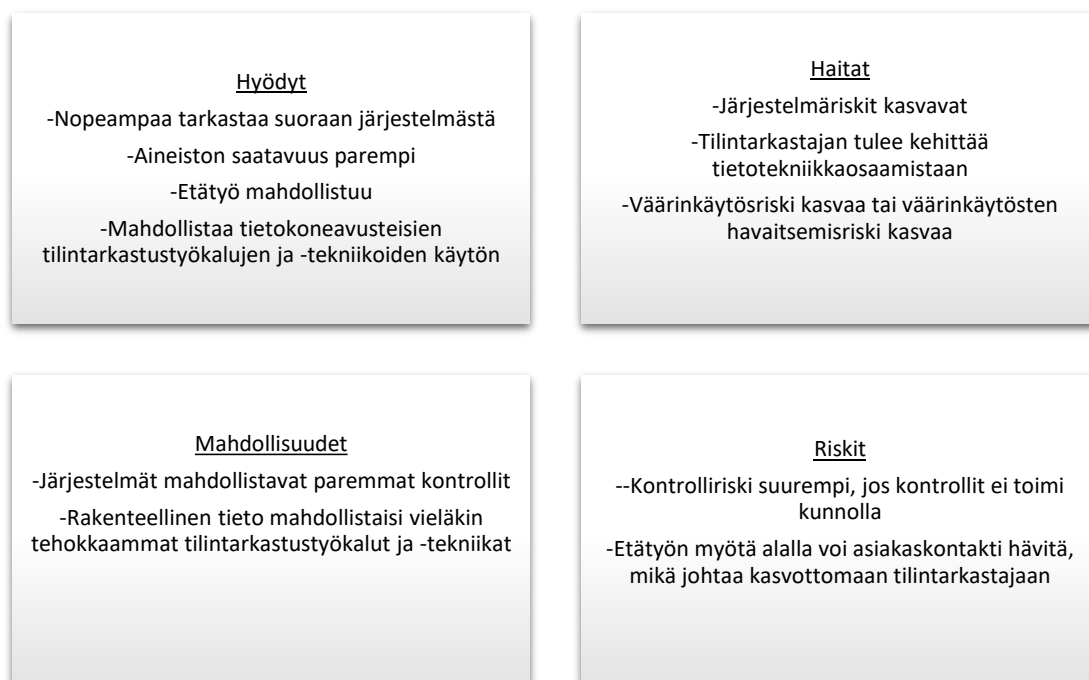 Hyödyt
-Nopeampaa tarkastaa suoraan järjestelmästä
-Aineiston saatavuus parempi
-Etätyö mahdollistuu
-Mahdollistaa tietokoneavusteisien
tilintarkastustyökalujen ja -tekniikoiden käytön
Haitat
-Järjestelmäriskit kasvavat
-Tilintarkastajan tulee kehittää
tietotekniikkaosaamistaan
-Väärinkäytösriski kasvaa tai väärinkäytösten
havaitsemisriski kasvaa
Mahdollisuudet
-Järjestelmät mahdollistavat paremmat kontrollit
-Rakenteellinen tieto mahdollistaisi vieläkin
tehokkaammat tilintarkastustyökalut ja -tekniikat
Riskit
--Kontrolliriski suurempi, jos kontrollit ei toimi
kunnolla
-Etätyön myötä alalla voi asiakaskontakti hävitä,
mikä johtaa kasvottomaan tilintarkastajaan